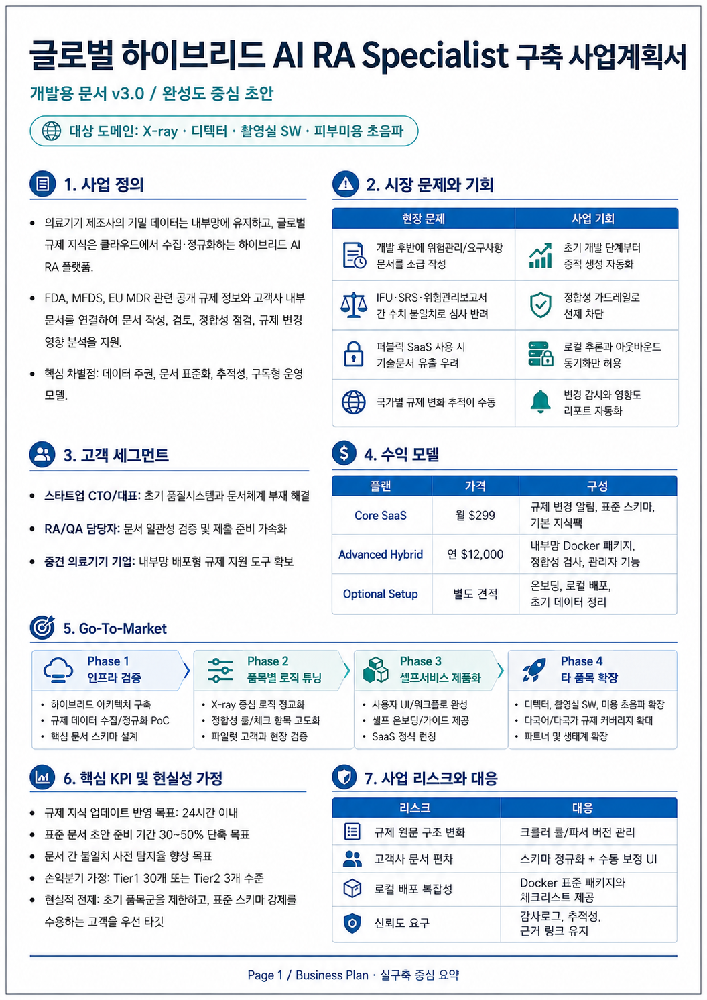 글로벌 하이브리드 AI RA Specialist 구축 사업계획서
개발용 문서 v3.0 / 완성도 중심 초안
대상 도메인: X-ray · 디텍터 · 촬영실 SW · 피부미용 초음파
1. 사업 정의
• 의료기기 제조사의 기밀 데이터는 내부망에 유지하고, 글로벌
규제 지식은 클라우드에서 수집·정규화하는 하이브리드 AI
RA 플랫폼.
• FDA, MFDS, EU MDR 관련 공개 규제 정보와 고객사 내부
문서를 연결하여 문서 작성, 검토, 정합성 점검, 규제 변경
영향 분석을 지원.
• 핵심 차별점: 데이터 주권, 문서 표준화, 추적성, 구독형 운영
모델.
2. 시장 문제와 기회
현장 문제 사업 기회
개발 후반에 위험관리/요구사항
문서를 소급 작성
초기 개발 단계부터
증적 생성 자동화
IFU·SRS·위험관리보고서
간 수치 불일치로 심사 반려
정합성 가드레일로
선제 차단
퍼블릭 SaaS 사용 시
기술문서 유출 우려
로컬 추론과 아웃바운드
동기화만 허용
국가별 규제 변화 추적이 수동
변경 감시와 영향도
리포트 자동화
3. 고객 세그먼트
• 스타트업 CTO/대표: 초기 품질시스템과 문서체계 부재 해결
• RA/QA 담당자: 문서 일관성 검증 및 제출 준비 가속화
• 중견 의료기기 기업: 내부망 배포형 규제 지원 도구 확보
4. 수익 모델
플랜 가격 구성
Core SaaS 월 $299
규제 변경 알림, 표준 스키마,
기본 지식팩
Advanced Hybrid 연 $12,000
내부망 Docker 패키지,
정합성 검사, 관리자 기능
Optional Setup 별도 견적
온보딩, 로컬 배포,
초기 데이터 정리
5. Go-To-Market
Phase 1
인프라 검증
• 하이브리드 아키텍처 구축
• 규제 데이터 수집/정규화 PoC
• 핵심 문서 스키마 설계
Phase 2
품목별 로직 튜닝
• X-ray 중심 로직 정교화
• 정합성 룰/체크 항목 고도화
• 파일럿 고객과 현장 검증
Phase 3
셀프서비스 제품화
• 사용자 UI/워크플로 완성
• 셀프 온보딩/가이드 제공
• SaaS 정식 런칭
Phase 4
타 품목 확장
• 디텍터, 촬영실 SW, 미용 초음파 확장
• 다국어/다국가 규제 커버리지 확대
• 파트너 및 생태계 확장
6. 핵심 KPI 및 현실성 가정
• 규제 지식 업데이트 반영 목표: 24시간 이내
• 표준 문서 초안 준비 기간 30~50% 단축 목표
• 문서 간 불일치 사전 탐지율 향상 목표
• 손익분기 가정: Tier1 30개 또는 Tier2 3개 수준
• 현실적 전제: 초기 품목군을 제한하고, 표준 스키마 강제를
수용하는 고객을 우선 타깃
7. 사업 리스크와 대응
리스크 대응
규제 원문 구조 변화 크롤러 룰/파서 버전 관리
고객사 문서 편차 스키마 정규화 + 수동 보정 UI
로컬 배포 복잡성
Docker 표준 패키지와
체크리스트 제공
신뢰도 요구
감사로그, 추적성,
근거 링크 유지
Page 1 / Business Plan · 실구축 중심 요약